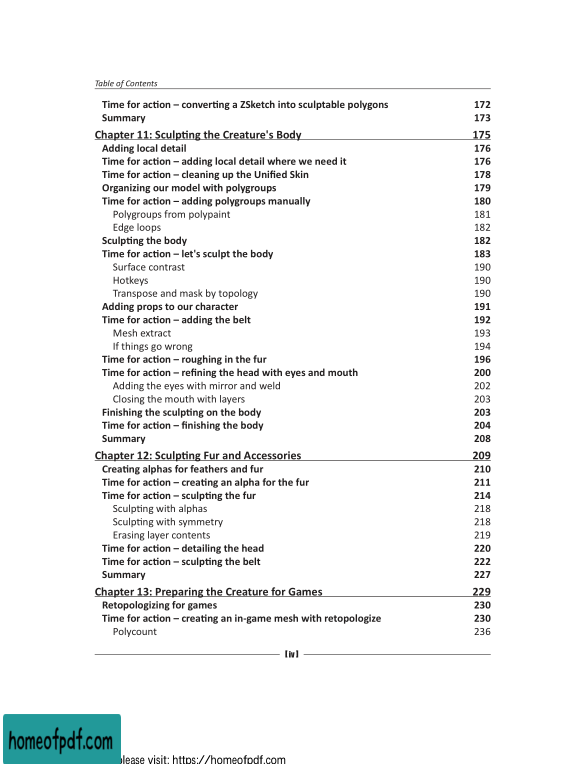 Table of Contents
Time for action – converting a ZSketch into sculptable polygons 172
Summary 173
Chapter 11: Sculpting the Creature's Body 175
Adding local detail 176
Time for action – adding local detail where we need it 176
Time for action – cleaning up the Unified Skin 178
Organizing our model with polygroups 179
Time for action – adding polygroups manually 180
Polygroups from polypaint 181
Edge loops 182
Sculpting the body 182
Time for action – let's sculpt the body 183
Surface contrast 190
Hotkeys 190
Transpose and mask by topology 190
Adding props to our character 191
Time for action – adding the belt 192
Mesh extract 193
If things go wrong 194
Time for action – roughing in the fur 196
Time for action – refining the head with eyes and mouth 200
Adding the eyes with mirror and weld 202
Closing the mouth with layers 203
Finishing the sculpting on the body 203
Time for action – finishing the body 204
Summary 208
Chapter 12: Sculpting Fur and Accessories 209
Creating alphas for feathers and fur 210
Time for action – creating an alpha for the fur 211
Time for action – sculpting the fur 214
Sculpting with alphas 218
Sculpting with symmetry 218
Erasing layer contents 219
Time for action – detailing the head 220
Time for action – sculpting the belt 222
Summary 227
Chapter 13: Preparing the Creature for Games 229
Retopologizing for games 230
Time for action – creating an in-game mesh with retopologize 230
Polycount 236
[ iv ]
homeofpdf.com
please visit: https://homeofpdf.com